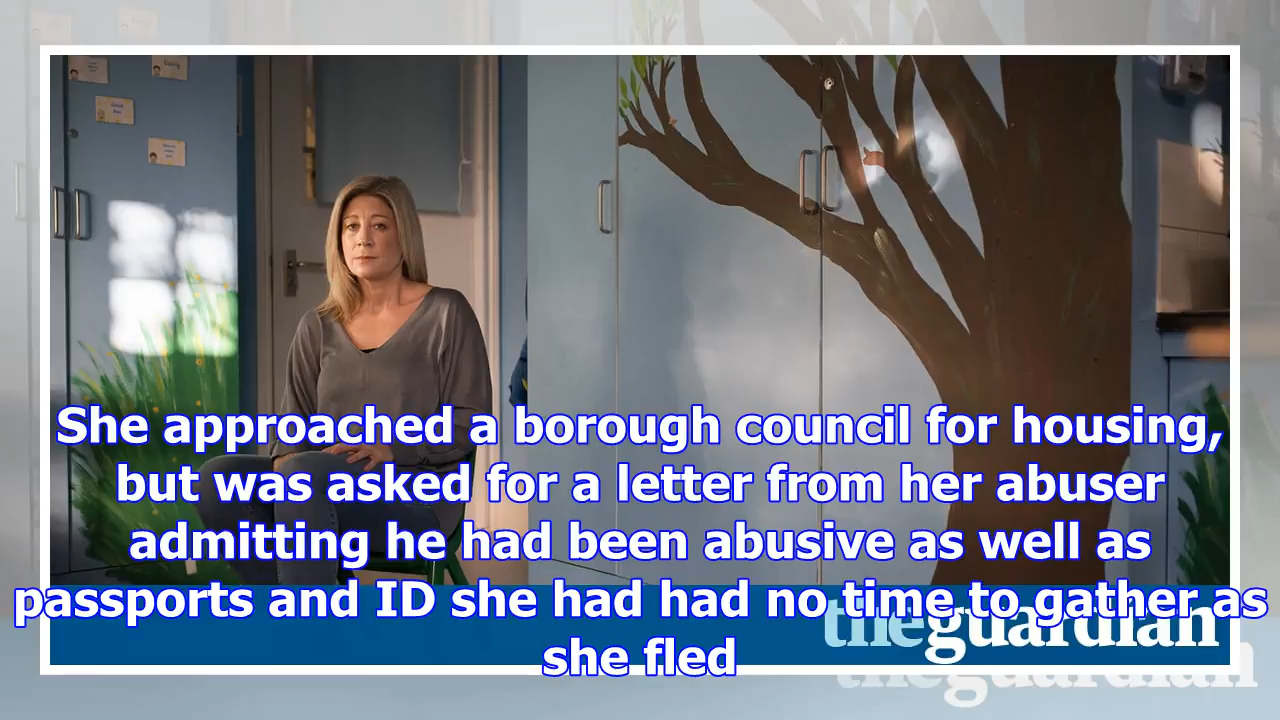 She approached a borough council for housing,
but was asked for a letter from her abuser
admitting he had been abusive as well as
passports and ID she had had no time to gather as
she fled
theguardian
theguardian